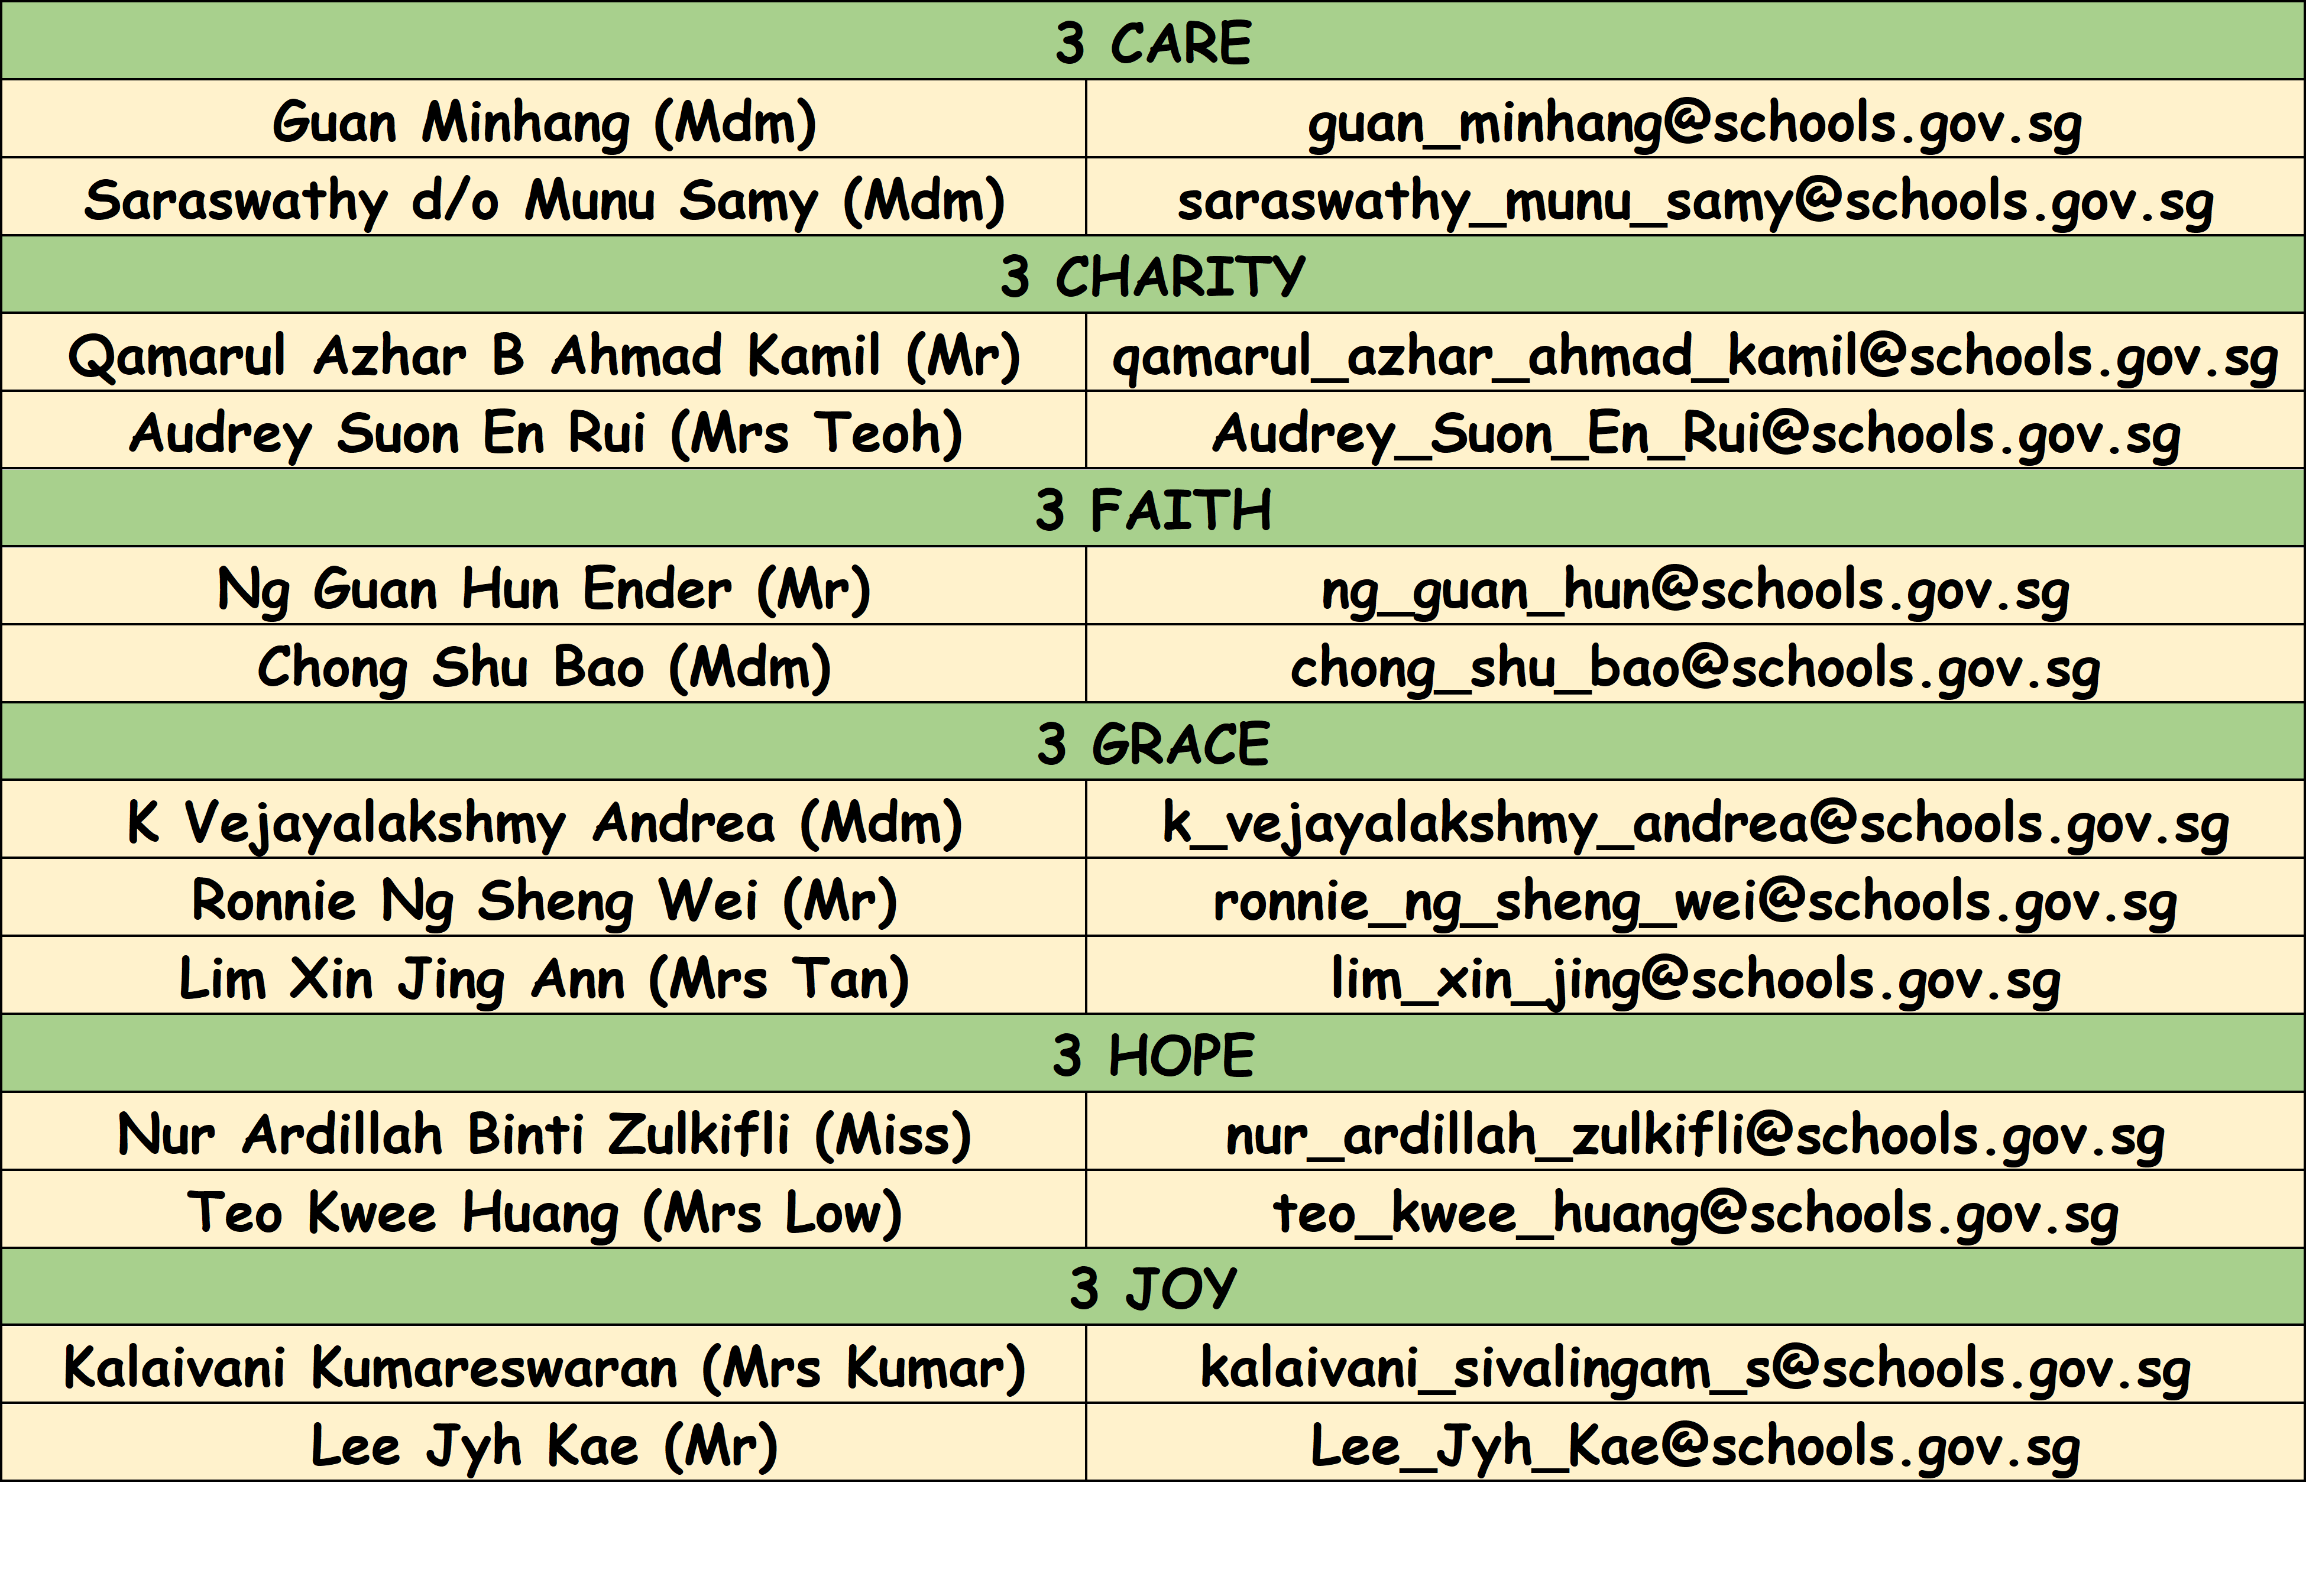 3 CARE
Guan Minhang (Mdm) guan_minhang@schools.gov.sg
Saraswathy d/o Munu Samy (Mdm) saraswathy_munu_samy@schools.gov.sg
3 CHARITY
Qamarul Azhar B Ahmad Kamil (Mr) qamarul_azhar_ahmad_kamil@schools.gov.sg
Audrey Suon En Rui (Mrs Teoh) Audrey_Suon_En_Rui@schools.gov.sg
3 FAITH
Ng Guan Hun Ender (Mr) ng_guan_hun@schools.gov.sg
Chong Shu Bao (Mdm) chong_shu_bao@schools.gov.sg
3 GRACE
K Vejayalakshmy Andrea (Mdm) k_vejayalakshmy_andrea@schools.gov.sg
Ronnie Ng Sheng Wei (Mr) ronnie_ng_sheng_wei@schools.gov.sg
Lim Xin Jing Ann (Mrs Tan) lim_xin_jing@schools.gov.sg
3 HOPE
Nur Ardillah Binti Zulkifli (Miss) nur_ardillah_zulkifli@schools.gov.sg
Teo Kwee Huang (Mrs Low) teo_kwee_huang@schools.gov.sg
3 JOY
Kalaivani Kumareswaran (Mrs Kumar) kalaivani_sivalingam_s@schools.gov.sg
Lee Jyh Kae (Mr) Lee_Jyh_Kae@schools.gov.sg